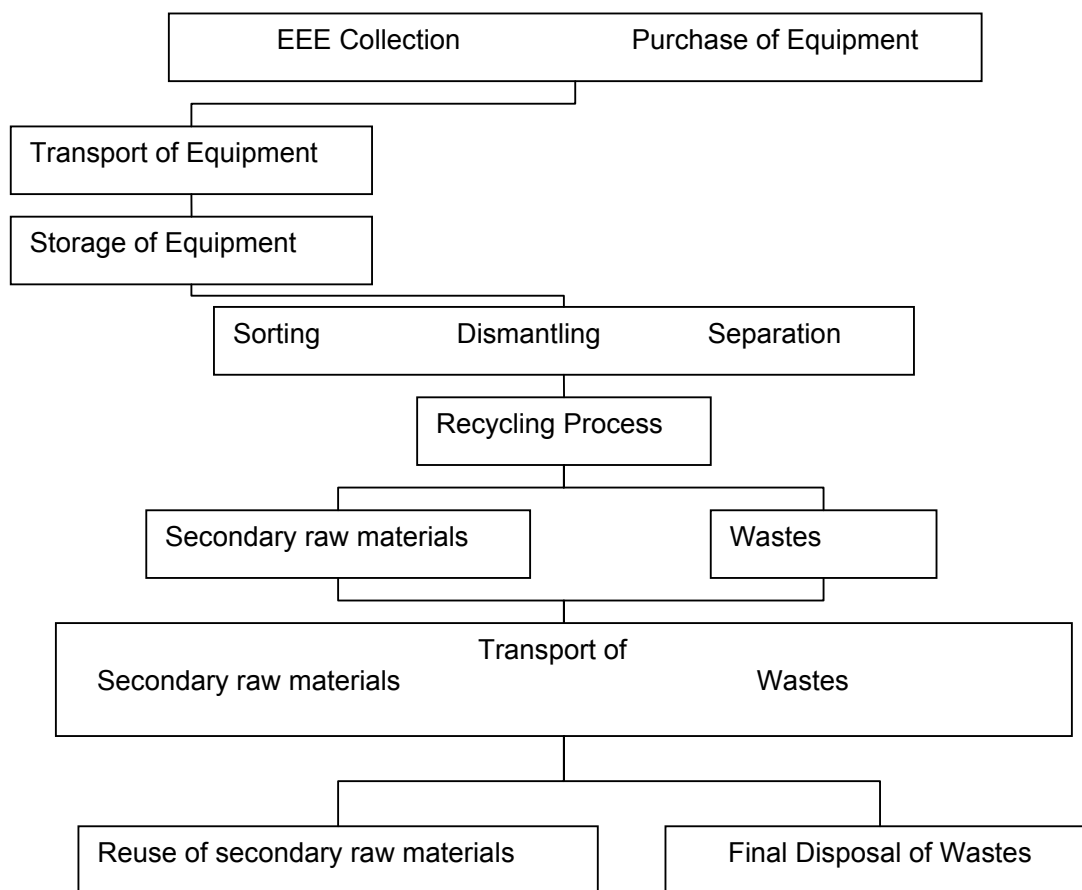 EEE Collection Purchase of Equipment
Transport of Equipment
Storage of Equipment
Sorting Dismantling Separation
Recycling Process
Secondary raw materials Wastes
Transport of
Secondary raw materials Wastes
Reuse of secondary raw materials Final Disposal of Wastes